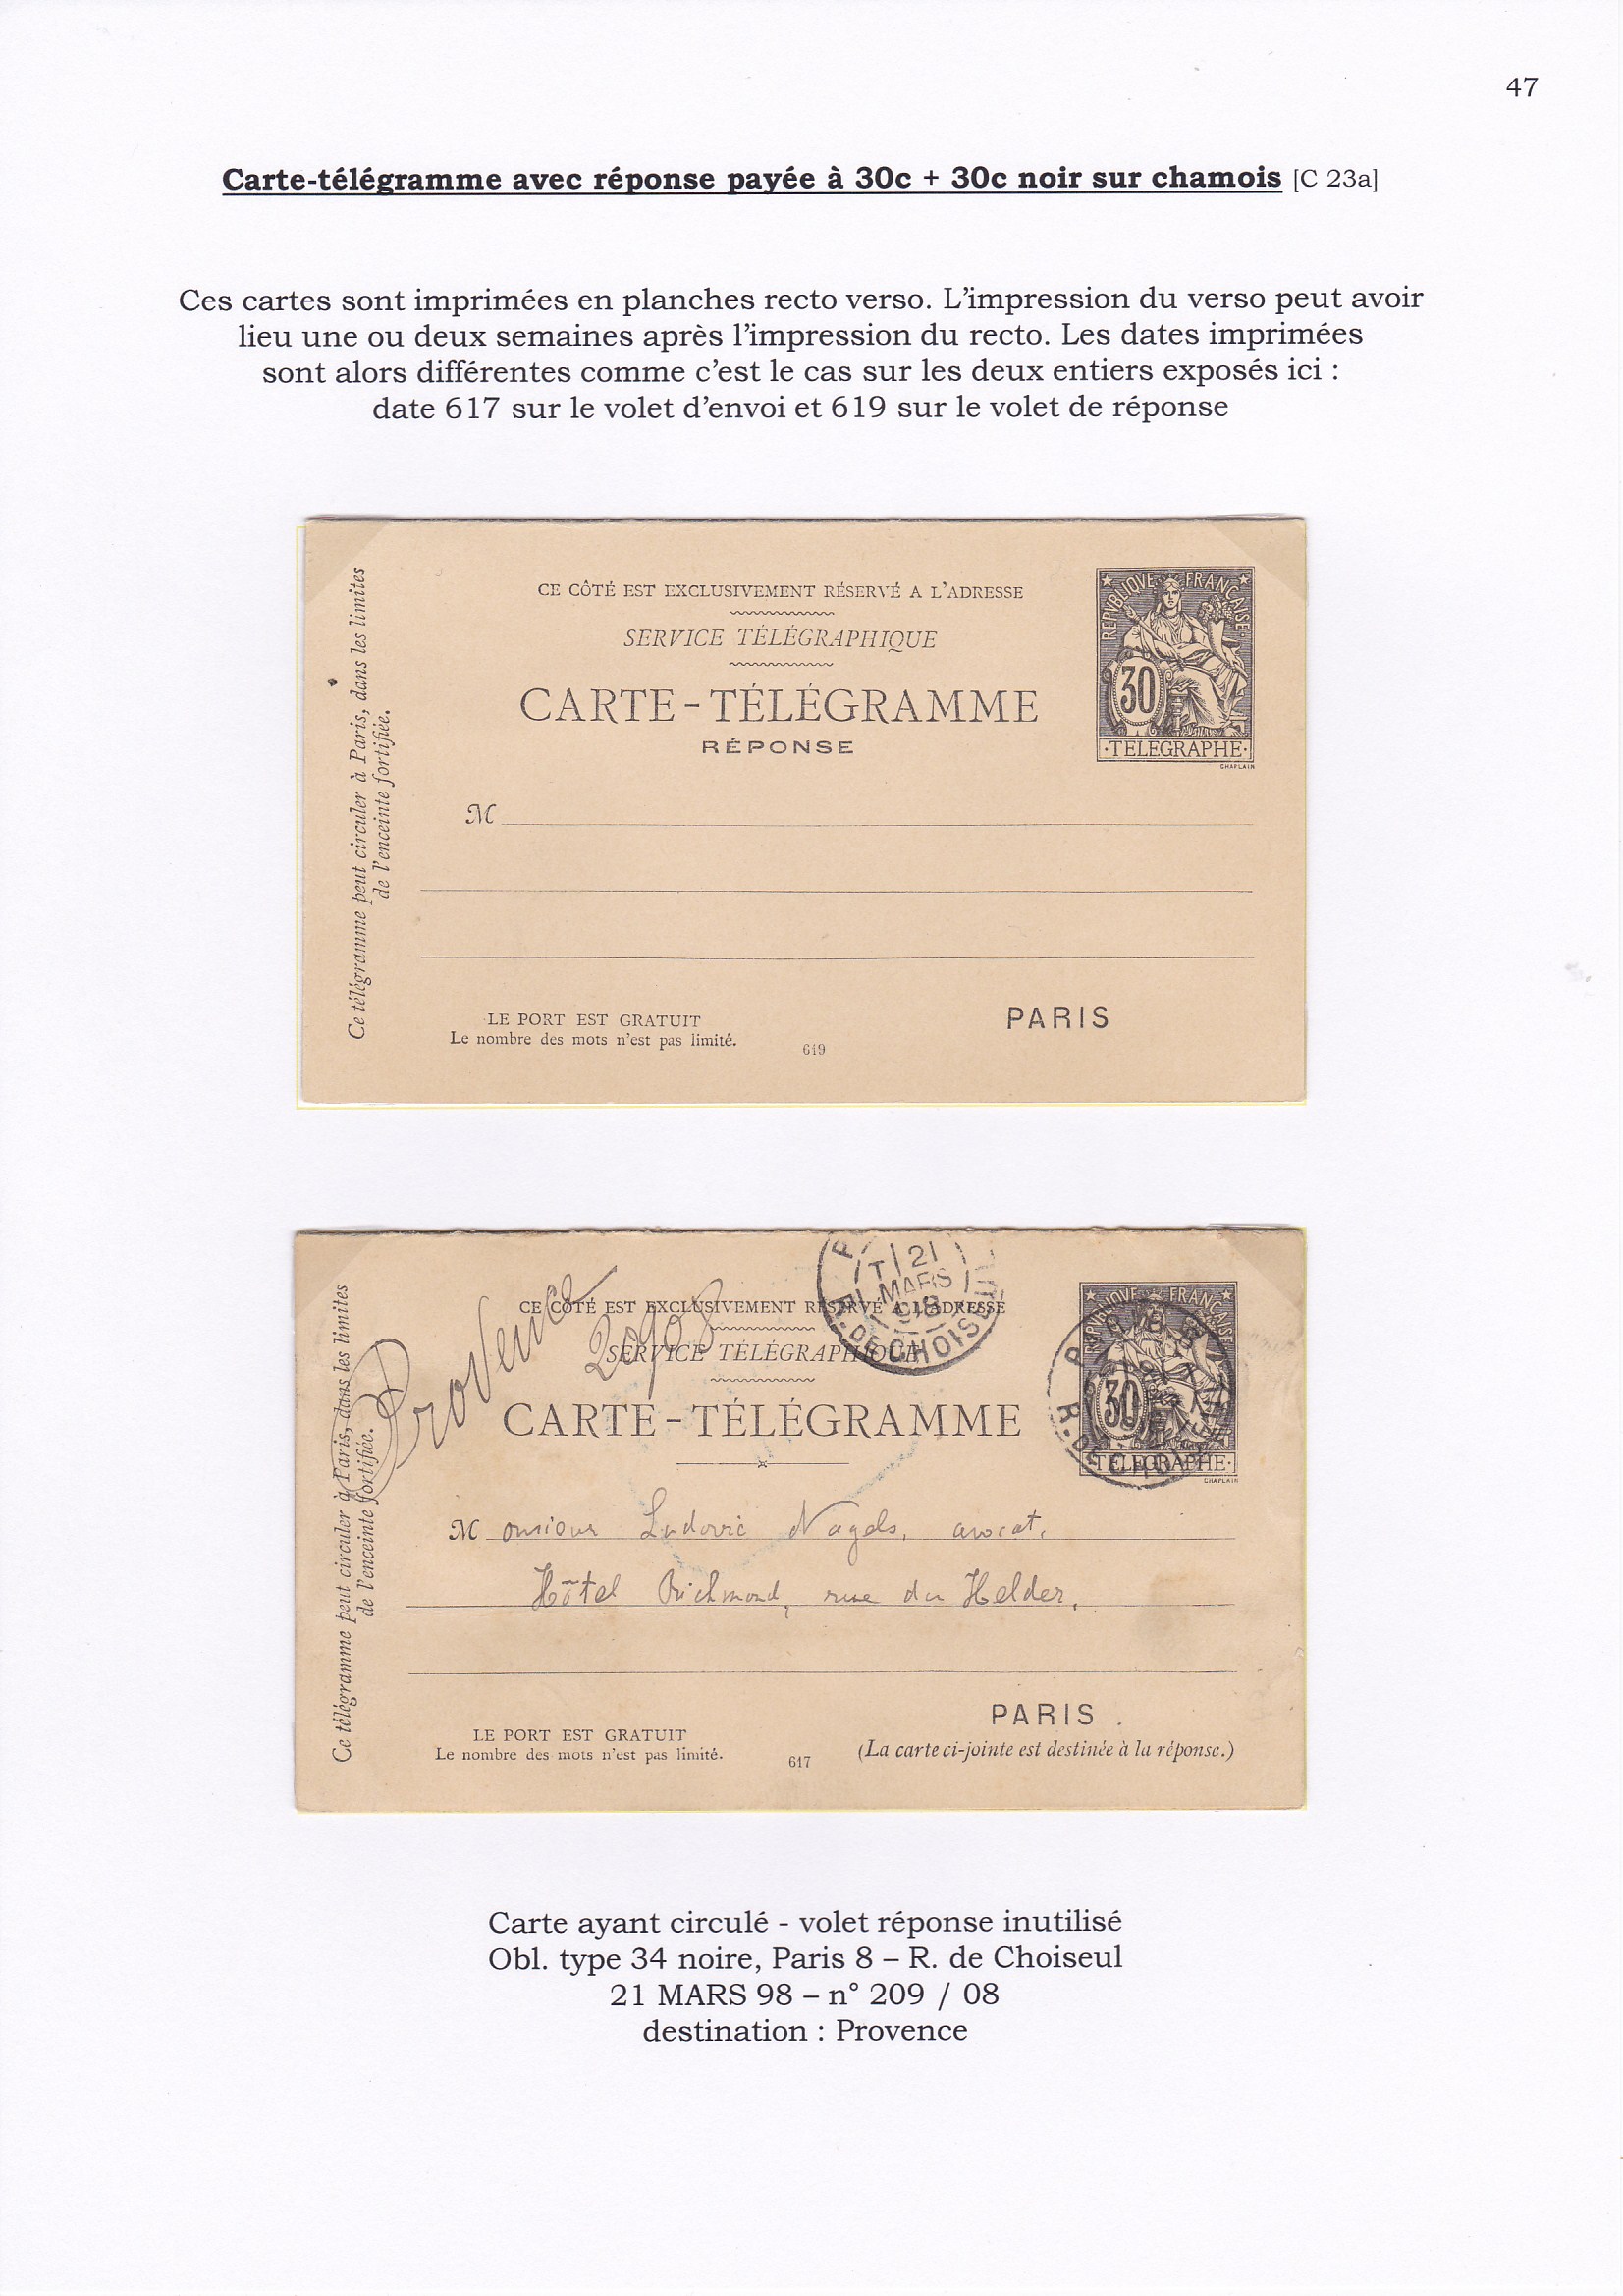 47
Carte-télégramme avec réponse payée à 30c + 30c noir sur chamois [C 23a]
Ces cartes sont imprimées en planches recto verso. L'impression du verso peut avoir
lieu une ou deux semaines après l'impression du recto. Les dates imprimées
sont alors différentes comme c'est le cas sur les deux entiers exposés ici :
date 617 sur le volet d'envoi et 619 sur le volet de réponse
Ce télégramme peut circuler à Paris, dans les limites
de l'enceinte fortifiée.
CE CÔTÉ EST EXCLUSIVEMENT RÉSERVÉ A L'ADRESSE
SERVICE TÉLÉGRAPHIQUE
CARTE-TÉLÉGRAMME
RÉPONSE
REPVBLIQVE FRANÇAISE
30
·TELEGRAPHE·
CHAPLAIN
M
LE PORT EST GRATUIT
Le nombre des mots n'est pas limité.
619
PARIS
Ce télégramme peut circuler à Paris, dans les limites
de l'enceinte fortifiée.
Provence
20908
CE CÔTÉ EST EXCLUSIVEMENT RÉSERVÉ A L'ADRESSE
SERVICE TÉLÉGRAPHIQUE
CARTE-TÉLÉGRAMME
21
MARS
98
R. DE CHOISEUL
REPVBLIQVE FRANÇAISE
30
TELEGRAPHE·
CHAPLAIN
R. DE CHOISEUL
Monsieur Ludovic Nagels, avocat,
Hôtel Richmond, rue du Helder,
PARIS
LE PORT EST GRATUIT
Le nombre des mots n'est pas limité.
617
(La carte ci-jointe est destinée à la réponse.)
Carte ayant circulé - volet réponse inutilisé
Obl. type 34 noire, Paris 8 – R. de Choiseul
21 MARS 98 – n° 209 / 08
destination : Provence